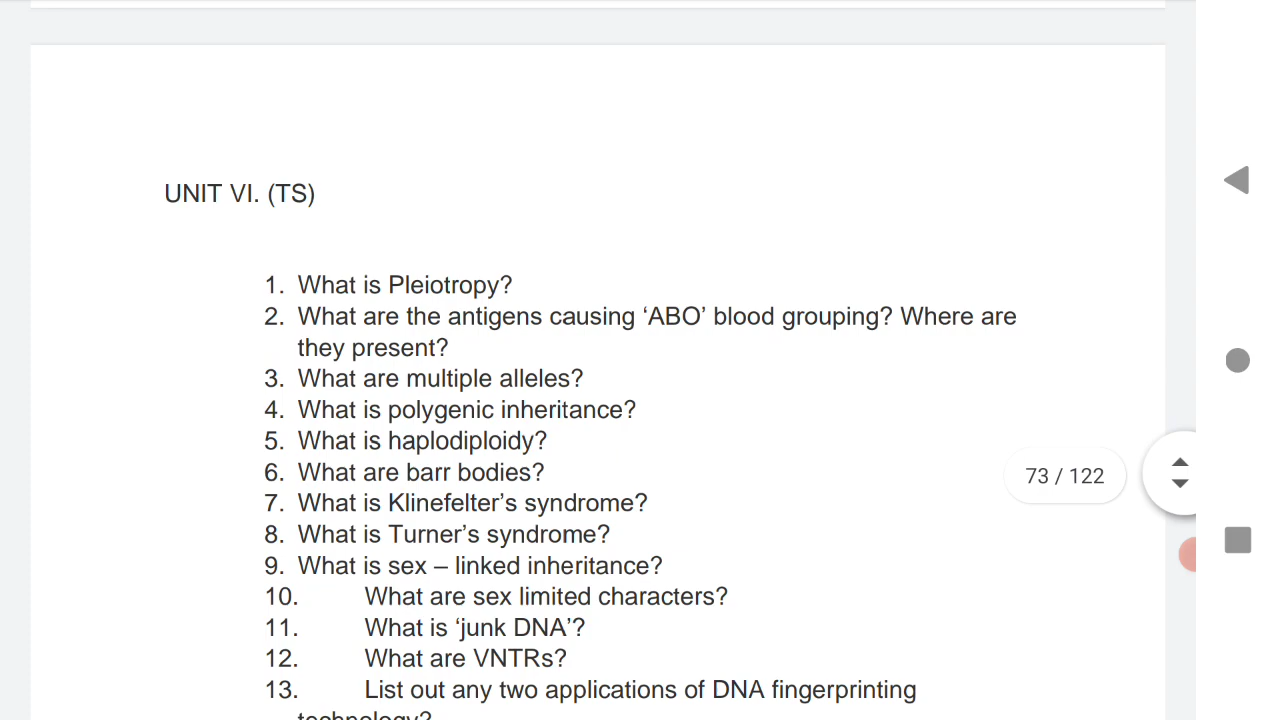 UNIT VI. (TS)
1. What is Pleiotropy?
2. What are the antigens causing ‘ABO’ blood grouping? Where are
they present?
3. What are multiple alleles?
4. What is polygenic inheritance?
5. What is haplodiploidy?
6. What are barr bodies?
73 / 122
7. What is Klinefelter’s syndrome?
8. What is Turner’s syndrome?
9. What is sex – linked inheritance?
10. What are sex limited characters?
11. What is ‘junk DNA’?
12. What are VNTRs?
13. List out any two applications of DNA fingerprinting
technology?